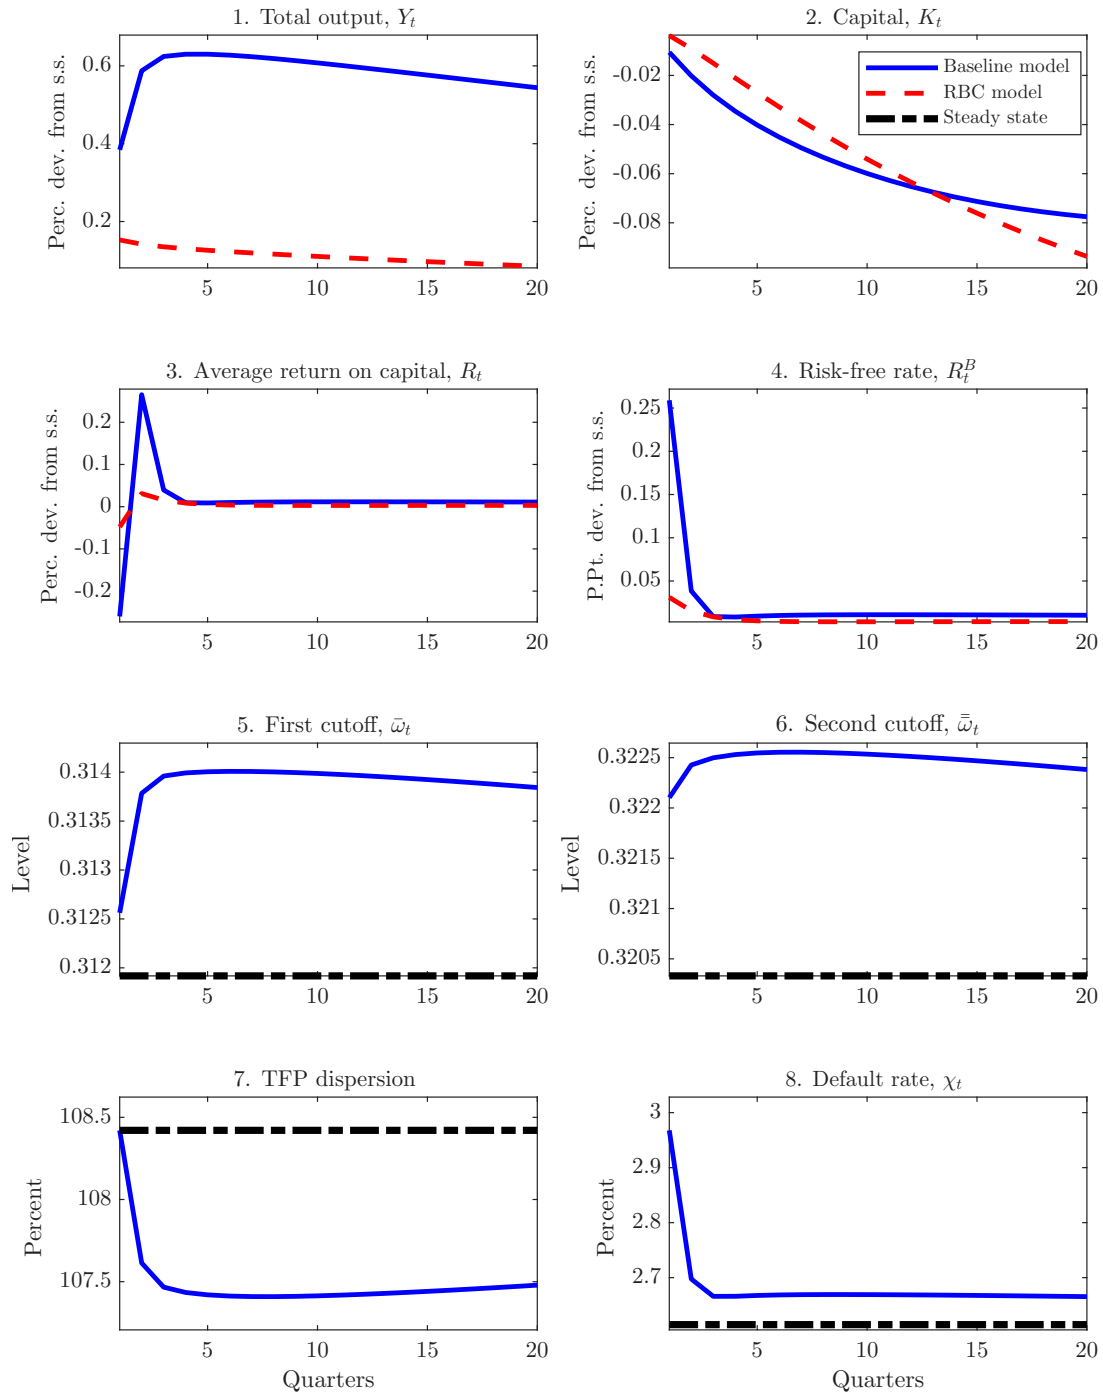 1. Total output, Y_t
Perc. dev. from s.s.
0.6
0.4
0.2
5 10 15 20
2. Capital, K_t
Perc. dev. from s.s.
-0.02
-0.04
-0.06
-0.08
Baseline model
RBC model
Steady state
5 10 15 20
3. Average return on capital, R_t
Perc. dev. from s.s.
0.2
0.1
0
-0.1
-0.2
5 10 15 20
4. Risk-free rate, R_t^B
P.Pt. dev. from s.s.
0.25
0.2
0.15
0.1
0.05
5 10 15 20
5. First cutoff, ω̄_t
Level
0.314
0.3135
0.313
0.3125
0.312
5 10 15 20
6. Second cutoff, ω̿_t
Level
0.3225
0.322
0.3215
0.321
0.3205
5 10 15 20
7. TFP dispersion
Percent
108.5
108
107.5
5 10 15 20
Quarters
8. Default rate, χ_t
Percent
3
2.9
2.8
2.7
5 10 15 20
Quarters